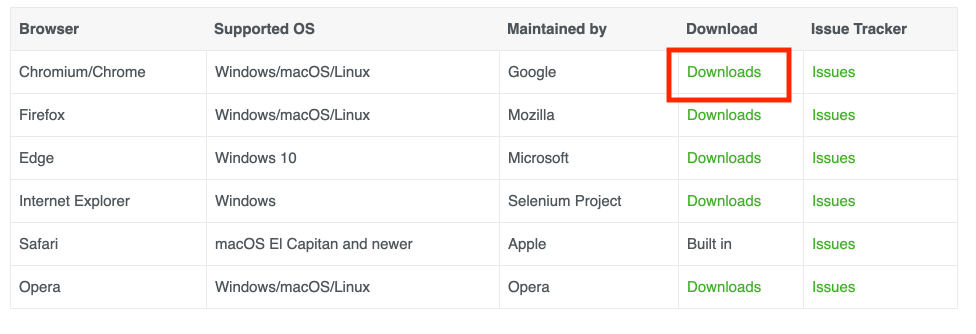 Browser Supported OS Maintained by Download Issue Tracker
Chromium/Chrome Windows/macOS/Linux Google Downloads Issues
Firefox Windows/macOS/Linux Mozilla Downloads Issues
Edge Windows 10 Microsoft Downloads Issues
Internet Explorer Windows Selenium Project Downloads Issues
Safari macOS El Capitan and newer Apple Built in Issues
Opera Windows/macOS/Linux Opera Downloads Issues